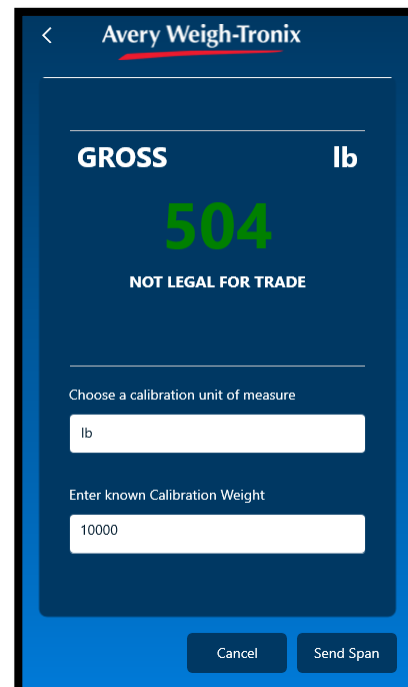 Avery Weigh-Tronix
GROSS lb
504
NOT LEGAL FOR TRADE
Choose a calibration unit of measure
lb
Enter known Calibration Weight
10000
Cancel Send Span